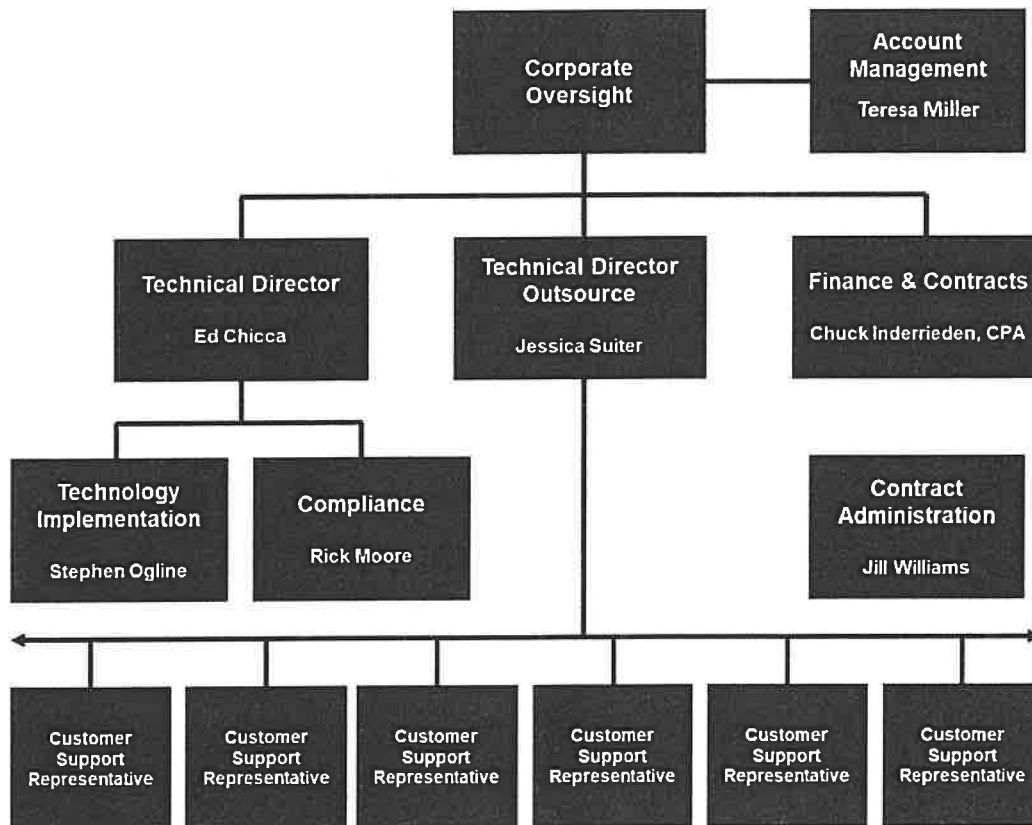 Corporate
Oversight
Account
Management
Teresa Miller
Technical Director
Ed Chicca
Technical Director
Outsource
Jessica Suiter
Finance & Contracts
Chuck Inderrieden, CPA
Technology
Implementation
Stephen Ogline
Compliance
Rick Moore
Contract
Administration
Jill Williams
Customer
Support
Representative
Customer
Support
Representative
Customer
Support
Representative
Customer
Support
Representative
Customer
Support
Representative
Customer
Support
Representative